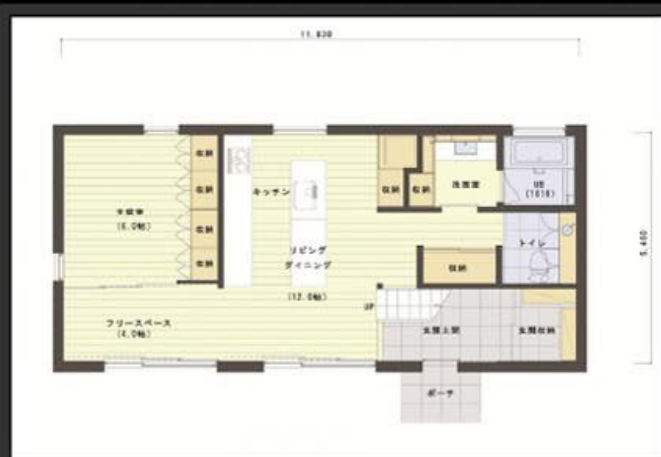 11.830
収納
収納
収納
収納
主寝室
(6.0帖)
キッチン
収納
収納
洗面室
UB
(1616)
トイレ
リビング
ダイニング
(12.0帖)
収納
5.460
フリースペース
(4.0帖)
UP
玄関土間
玄関収納
ポーチ